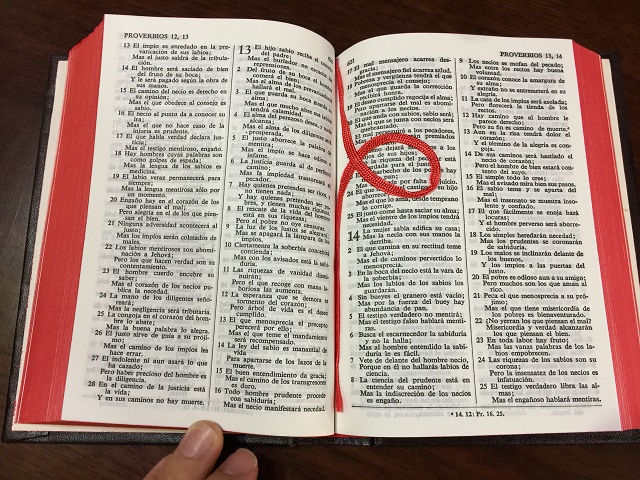 PROVERBIOS 12, 13
13 El impío es enredado en la pre-
varicación de sus labios;
Mas el justo saldrá de la tribu-
lación.
14 El hombre será saciado de bien
del fruto de su boca;
Y le será pagado según la obra de
sus manos.
15 El camino del necio es derecho en
su opinión;
Mas el que obedece al consejo es
sabio.
16 El necio al punto da a conocer su
ira;
Mas el que no hace caso de la
injuria es prudente.
17 El que habla verdad declara jus-
ticia;
Mas el testigo mentiroso, engaño.
18 Hay hombres cuyas palabras son
como golpes de espada;
Mas la lengua de los sabios es
medicina.
19 El labio veraz permanecerá para
siempre;
Mas la lengua mentirosa sólo por
un momento.
20 Engaño hay en el corazón de los
que piensan el mal;
Pero alegría en el de los que pien-
san el bien.
21 Ninguna adversidad acontecerá al
justo;
Mas los impíos serán colmados de
males.
22 Los labios mentirosos son abomi-
nación a Jehová;
Pero los que hacen verdad son su
contentamiento.
23 El hombre cuerdo encubre su
saber;
Mas el corazón de los necios pu-
blica la necedad.
24 La mano de los diligentes seño-
reará;
Mas la negligencia será tributaria.
25 La congoja en el corazón del hom-
bre lo abate;
Mas la buena palabra lo alegra.
26 El justo sirve de guía a su próji-
mo;
Mas el camino de los impíos les
hace errar.
27 El indolente ni aun asará lo que
ha cazado;
Pero haber precioso del hombre es
la diligencia.
28 En el camino de la justicia está
la vida;
Y en sus caminos no hay muerte.
13 El hijo sabio recibe el
del padre;
Mas el burlador no escucha las
reprensiones.
2 Del fruto de su boca el hombre
comerá el bien;
Mas el alma de los prevaricadores
hallará el mal.
3 El que guarda su boca guarda su
alma;
Mas el que mucho abre sus labios
tendrá calamidad.
4 El alma del perezoso desea, y nada
alcanza;
Mas el alma de los diligentes será
prosperada.
5 El justo aborrece la palabra de
mentira;
Mas el impío se hace odioso e
infame.
6 La justicia guarda al de perfecto
camino;
Mas la impiedad trastornará al
pecador.
7 Hay quienes pretenden ser ricos, y
no tienen nada;
Y hay quienes pretenden ser po-
bres, y tienen muchas riquezas.
8 El rescate de la vida del hombre
está en sus riquezas;
Pero el pobre no oye censuras.
9 La luz de los justos se alegrará;
Mas se apagará la lámpara de los
impíos.
10 Ciertamente la soberbia concebirá
contienda;
Mas con los avisados está la sabi-
duría.
11 Las riquezas de vanidad dismi-
nuirán;
Pero el que recoge con mano la-
boriosa las aumenta.
12 La esperanza que se demora es
tormento del corazón;
Pero árbol de vida es el deseo
cumplido.
13 El que menosprecia el precepto
perecerá por ello;
Mas el que teme el mandamiento
será recompensado.
14 La ley del sabio es manantial de
vida
Para apartarse de los lazos de la
muerte.
15 El buen entendimiento da gracia;
Mas el camino de los transgresores
es duro.
16 Todo hombre prudente procede
con sabiduría;
Mas el necio manifestará necedad.
621
PROVERBIOS 13, 14
17 El mal mensajero acarrea des-
gracia;
Mas el mensajero fiel acarrea salud.
18 Pobreza y vergüenza tendrá el que
menosprecia el consejo;
Mas el que guarda la corrección
recibirá honra.
19 El deseo cumplido regocija el alma;
Pero apartarse del mal es abomi-
nación a los necios.
20 El que anda con sabios, sabio será;
Mas el que se junta con necios será
quebrantado.
El mal perseguirá a los pecadores,
serán premiados
dejará
hijos de sus hijos;
la riqueza del pecador está
guardada para el justo.
barbecho de los pobres hay
pan;
por falta de juicio.
24 El que
castigo, a su hijo
aborrece;
Mas el que lo ama, desde temprano
lo corrige.
25 El justo come hasta saciar su alma;
Mas el vientre de los impíos tendrá
necesidad.
14 La mujer sabia edifica su casa;
Mas la necia con sus manos la
derriba.
2 El que camina en su rectitud teme
a Jehová;
Mas el de caminos pervertidos lo
menosprecia.
3 En la boca del necio está la vara de
la soberbia;
Mas los labios de los sabios los
guardarán.
4 Sin bueyes el granero está vacío;
Mas por la fuerza del buey hay
abundancia de pan.
5 El testigo verdadero no mentirá;
Mas el testigo falso hablará menti-
ras.
6 Busca el escarnecedor la sabiduría
y no la halla;
Mas al hombre entendido la sabidu-
ría le es fácil.
7 Vete de delante del hombre necio,
Porque en él no hallarás labios de
ciencia.
8 La ciencia del prudente está en
entender su camino;
Mas la indiscreción de los necios
es engaño.
9 Los necios se mofan del pecado;
Mas entre los rectos hay buena
voluntad.
10 El corazón conoce la amargura de
su alma;
Y extraño no se entremeterá en su
alegría.
11 La casa de los impíos será asolada;
Pero florecerá la tienda de los
rectos.
12 Hay camino que al hombre le
parece derecho;
Pero su fin es camino de muerte.ª
13 Aun en la risa tendrá dolor el
corazón;
Y el término de la alegría es con-
goja.
14 De sus caminos será hastiado el
necio de corazón;
Pero el hombre de bien estará con-
tento del suyo.
15 El simple todo lo cree;
Mas el avisado mira bien sus pasos.
16 El sabio teme y se aparta del
mal;
Mas el insensato se muestra inso-
lente y confiado.
17 El que fácilmente se enoja hará
locuras;
Y el hombre perverso será aborre-
cido.
18 Los simples heredarán necedad;
Mas los prudentes se coronarán
de sabiduría.
19 Los malos se inclinarán delante de
los buenos,
Y los impíos a las puertas del
justo.
20 El pobre es odioso aun a su amigo;
Pero muchos son los que aman al
rico.
21 Peca el que menosprecia a su pró-
jimo;
Mas el que tiene misericordia de
los pobres es bienaventurado.
22 ¿No yerran los que piensan el mal?
Misericordia y verdad alcanzarán
los que piensan el bien.
23 En toda labor hay fruto;
Mas las vanas palabras de los la-
bios empobrecen.
24 Las riquezas de los sabios son su
corona;
Pero la insensatez de los necios es
infatuación.
25 El testigo verdadero libra las al-
mas;
Mas el engañoso hablará mentiras.
ª 14. 12: Pr. 16. 25.